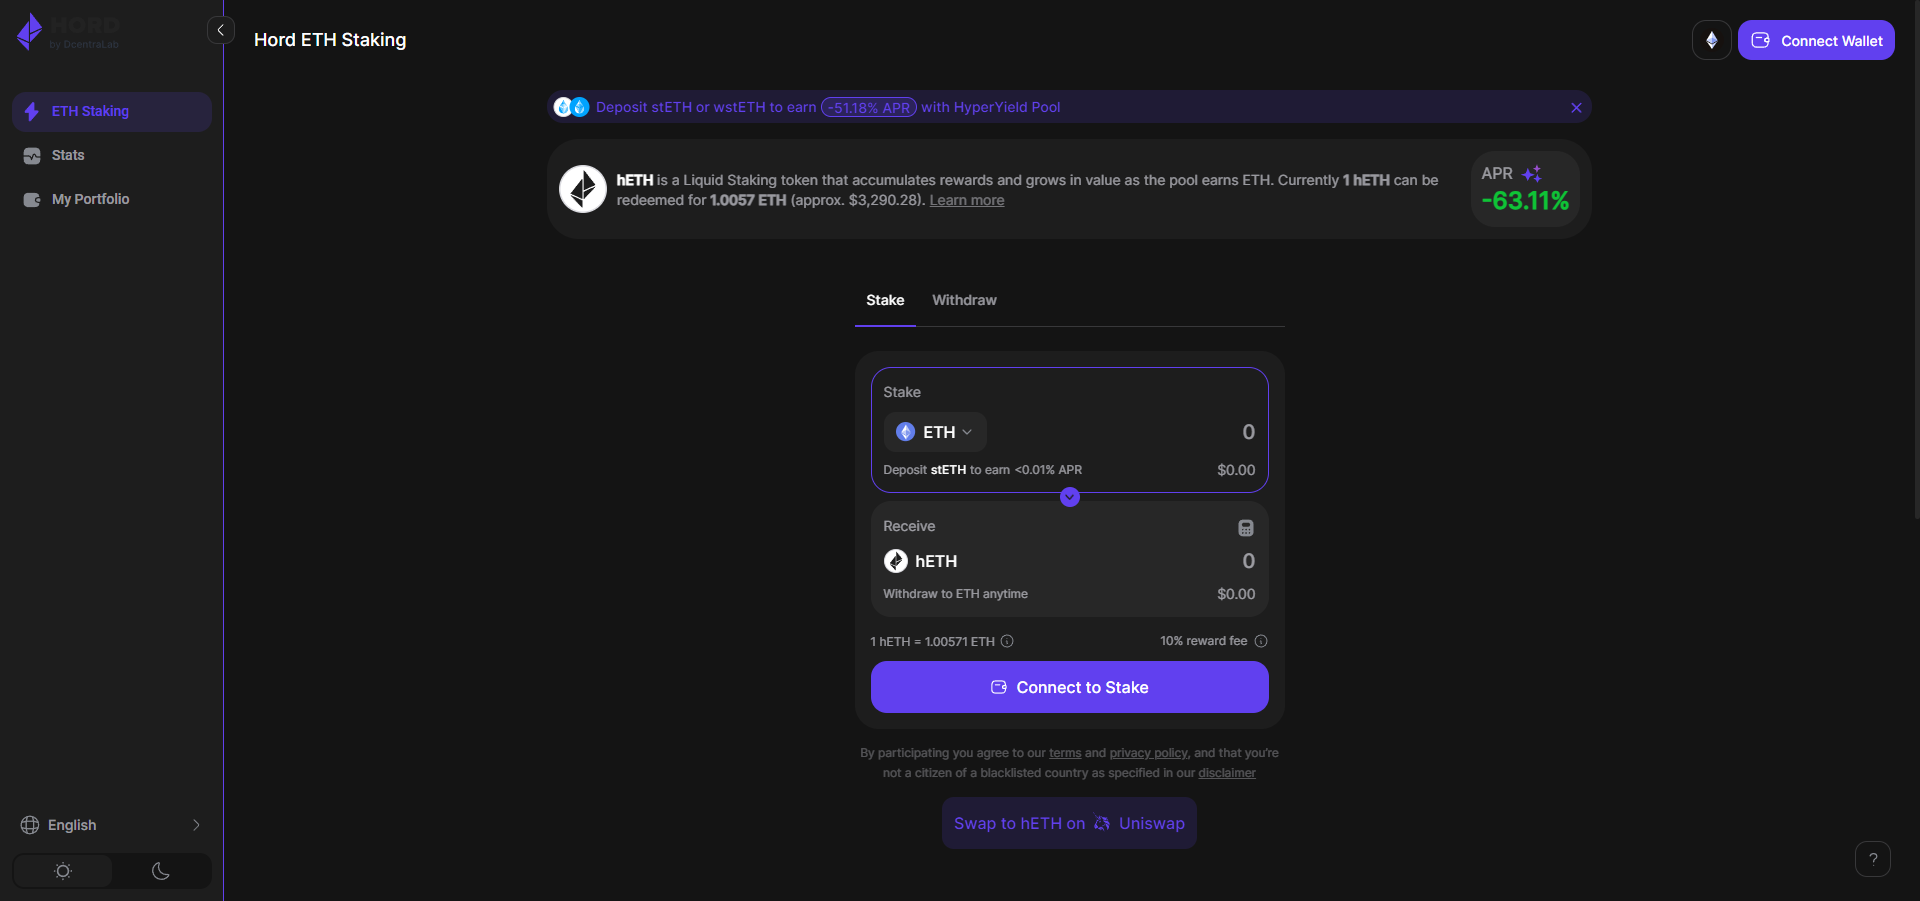 HORD
by DcentraLab
Hord ETH Staking
Connect Wallet
ETH Staking
Stats
My Portfolio
Deposit stETH or wstETH to earn -51.18% APR with HyperYield Pool
hETH is a Liquid Staking token that accumulates rewards and grows in value as the pool earns ETH. Currently 1 hETH can be
redeemed for 1.0057 ETH (approx. $3,290.28). Learn more
APR
-63.11%
Stake Withdraw
Stake
ETH 0
Deposit stETH to earn <0.01% APR $0.00
Receive
hETH 0
Withdraw to ETH anytime $0.00
1 hETH = 1.00571 ETH 10% reward fee
Connect to Stake
By participating you agree to our terms and privacy policy, and that you're
not a citizen of a blacklisted country as specified in our disclaimer
Swap to hETH on Uniswap
English
?